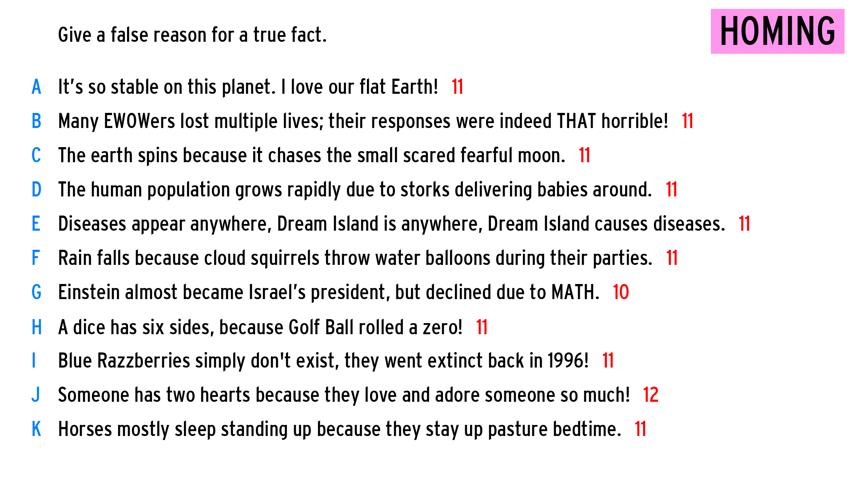 Give a false reason for a true fact.
HOMING
A It's so stable on this planet. I love our flat Earth! 11
B Many EWOWers lost multiple lives; their responses were indeed THAT horrible! 11
C The earth spins because it chases the small scared fearful moon. 11
D The human population grows rapidly due to storks delivering babies around. 11
E Diseases appear anywhere, Dream Island is anywhere, Dream Island causes diseases. 11
F Rain falls because cloud squirrels throw water balloons during their parties. 11
G Einstein almost became Israel's president, but declined due to MATH. 10
H A dice has six sides, because Golf Ball rolled a zero! 11
I Blue Razzberries simply don't exist, they went extinct back in 1996! 11
J Someone has two hearts because they love and adore someone so much! 12
K Horses mostly sleep standing up because they stay up pasture bedtime. 11